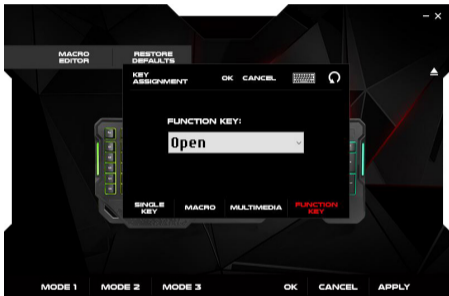 MACRO EDITOR
RESTORE DEFAULTS
KEY ASSIGNMENT
OK CANCEL
FUNCTION KEY:
Open
SINGLE KEY
MACRO
MULTIMEDIA
FUNCTION KEY
MODE 1 MODE 2 MODE 3 OK CANCEL APPLY